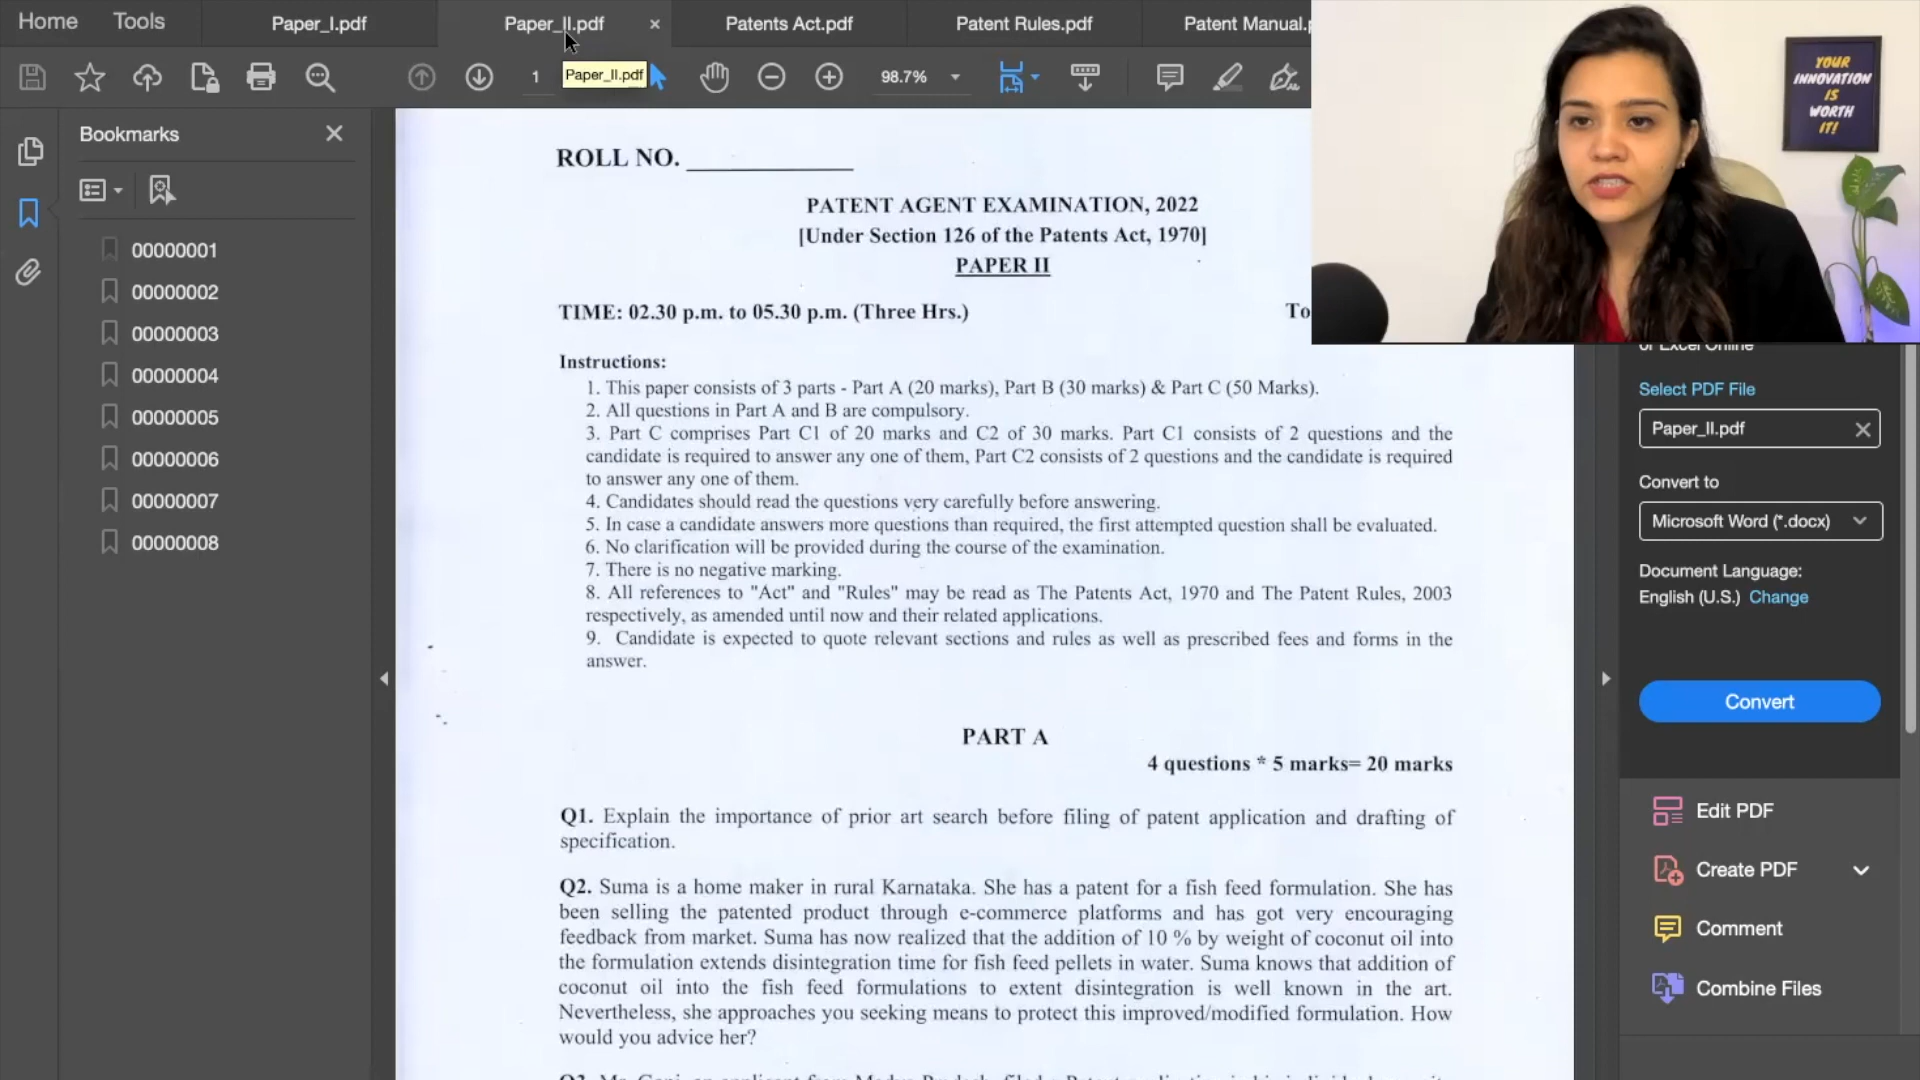 Home
Tools
Paper_I.pdf
Paper_II.pdf
Patents Act.pdf
Patent Rules.pdf
Patent Manual.
1
Paper_II.pdf
98.7%
YOUR
INNOVATION
IS
WORTH
IT!
Bookmarks
00000001
00000002
00000003
00000004
00000005
00000006
00000007
00000008
ROLL NO.
PATENT AGENT EXAMINATION, 2022
[Under Section 126 of the Patents Act, 1970]
PAPER II
TIME: 02.30 p.m. to 05.30 p.m. (Three Hrs.)
To
Instructions:
1. This paper consists of 3 parts - Part A (20 marks), Part B (30 marks) & Part C (50 Marks).
2. All questions in Part A and B are compulsory.
3. Part C comprises Part C1 of 20 marks and C2 of 30 marks. Part C1 consists of 2 questions and the
candidate is required to answer any one of them, Part C2 consists of 2 questions and the candidate is required
to answer any one of them.
4. Candidates should read the questions very carefully before answering.
5. In case a candidate answers more questions than required, the first attempted question shall be evaluated.
6. No clarification will be provided during the course of the examination.
7. There is no negative marking.
8. All references to "Act" and "Rules" may be read as The Patents Act, 1970 and The Patent Rules, 2003
respectively, as amended until now and their related applications.
9. Candidate is expected to quote relevant sections and rules as well as prescribed fees and forms in the
answer.
PART A
4 questions * 5 marks= 20 marks
Q1. Explain the importance of prior art search before filing of patent application and drafting of
specification.
Q2. Suma is a home maker in rural Karnataka. She has a patent for a fish feed formulation. She has
been selling the patented product through e-commerce platforms and has got very encouraging
feedback from market. Suma has now realized that the addition of 10 % by weight of coconut oil into
the formulation extends disintegration time for fish feed pellets in water. Suma knows that addition of
coconut oil into the fish feed formulations to extent disintegration is well known in the art.
Nevertheless, she approaches you seeking means to protect this improved/modified formulation. How
would you advice her?
or Excel Online
Select PDF File
Paper_II.pdf
Convert to
Microsoft Word (*.docx)
Document Language:
English (U.S.) Change
Convert
Edit PDF
Create PDF
Comment
Combine Files